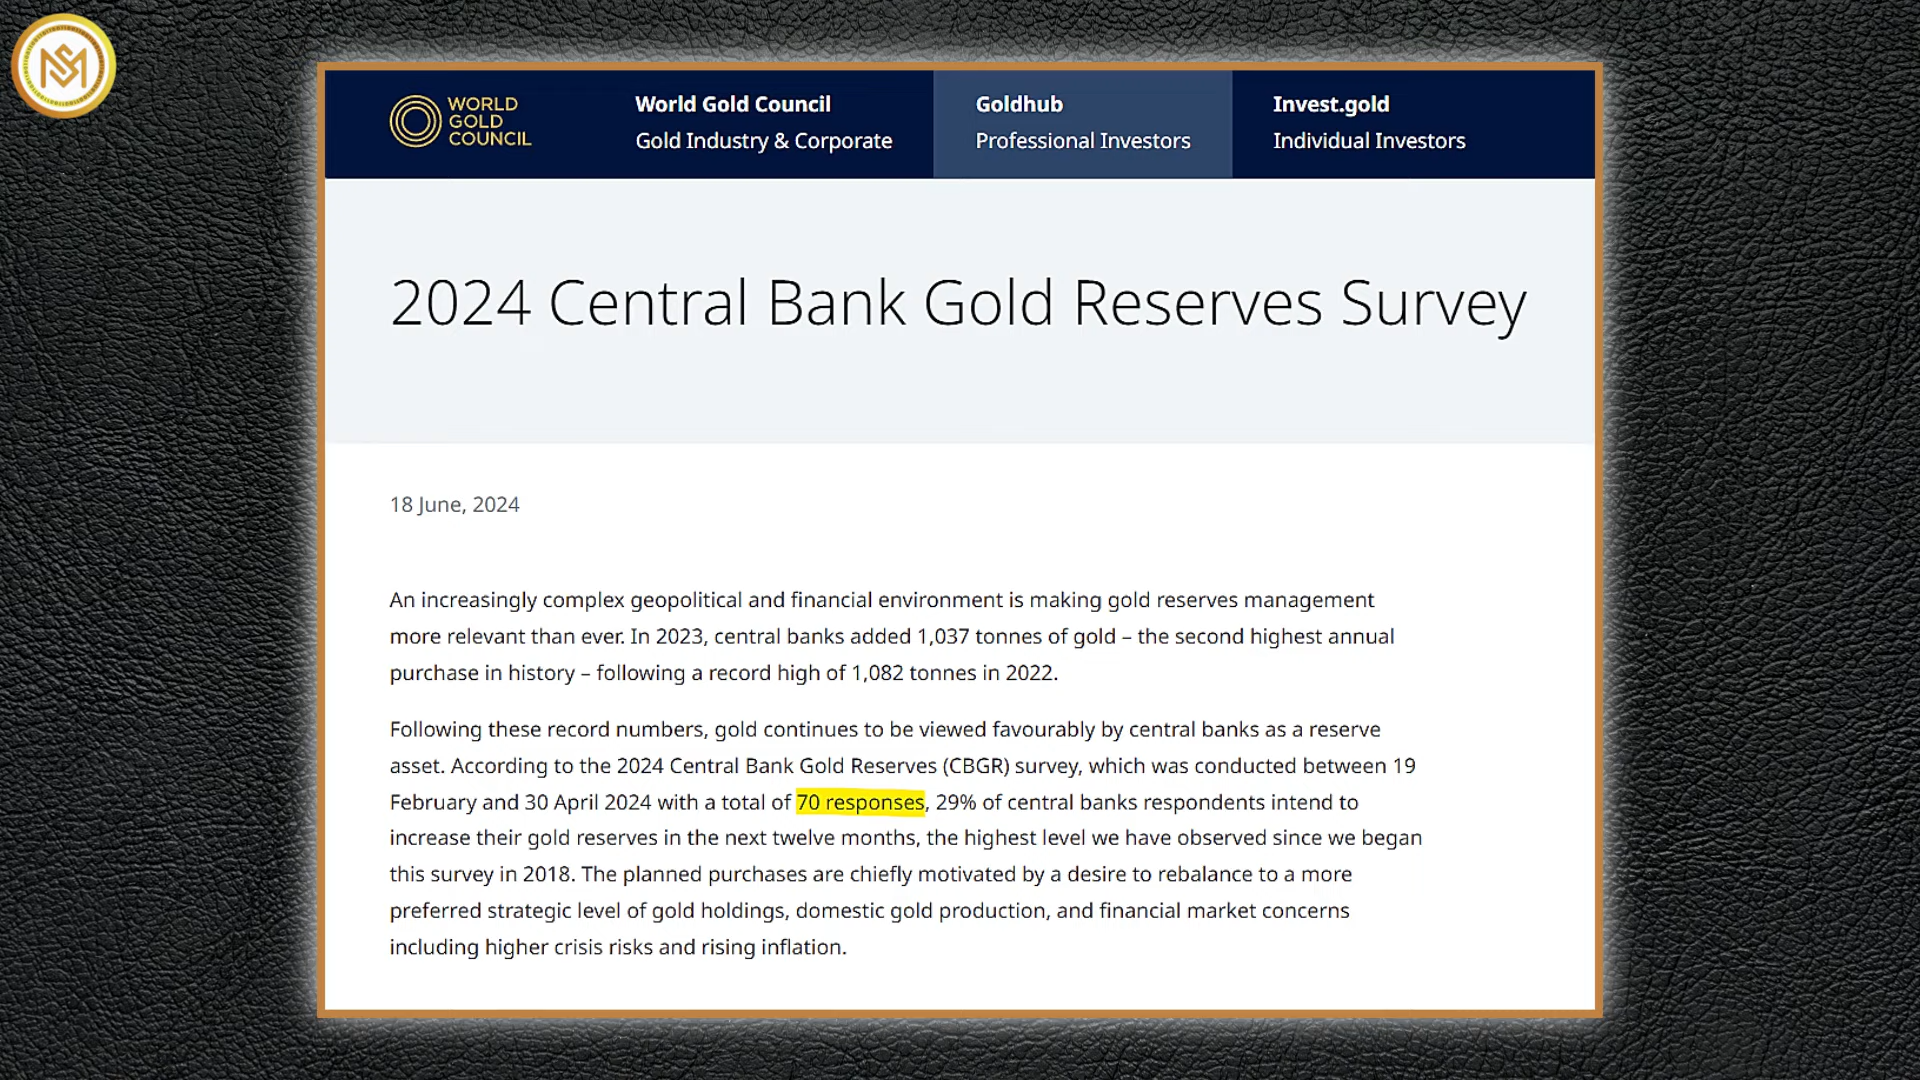 WORLD
GOLD
COUNCIL
World Gold Council
Gold Industry & Corporate
Goldhub
Professional Investors
Invest.gold
Individual Investors
2024 Central Bank Gold Reserves Survey
18 June, 2024
An increasingly complex geopolitical and financial environment is making gold reserves management
more relevant than ever. In 2023, central banks added 1,037 tonnes of gold – the second highest annual
purchase in history – following a record high of 1,082 tonnes in 2022.
Following these record numbers, gold continues to be viewed favourably by central banks as a reserve
asset. According to the 2024 Central Bank Gold Reserves (CBGR) survey, which was conducted between 19
February and 30 April 2024 with a total of 70 responses, 29% of central banks respondents intend to
increase their gold reserves in the next twelve months, the highest level we have observed since we began
this survey in 2018. The planned purchases are chiefly motivated by a desire to rebalance to a more
preferred strategic level of gold holdings, domestic gold production, and financial market concerns
including higher crisis risks and rising inflation.